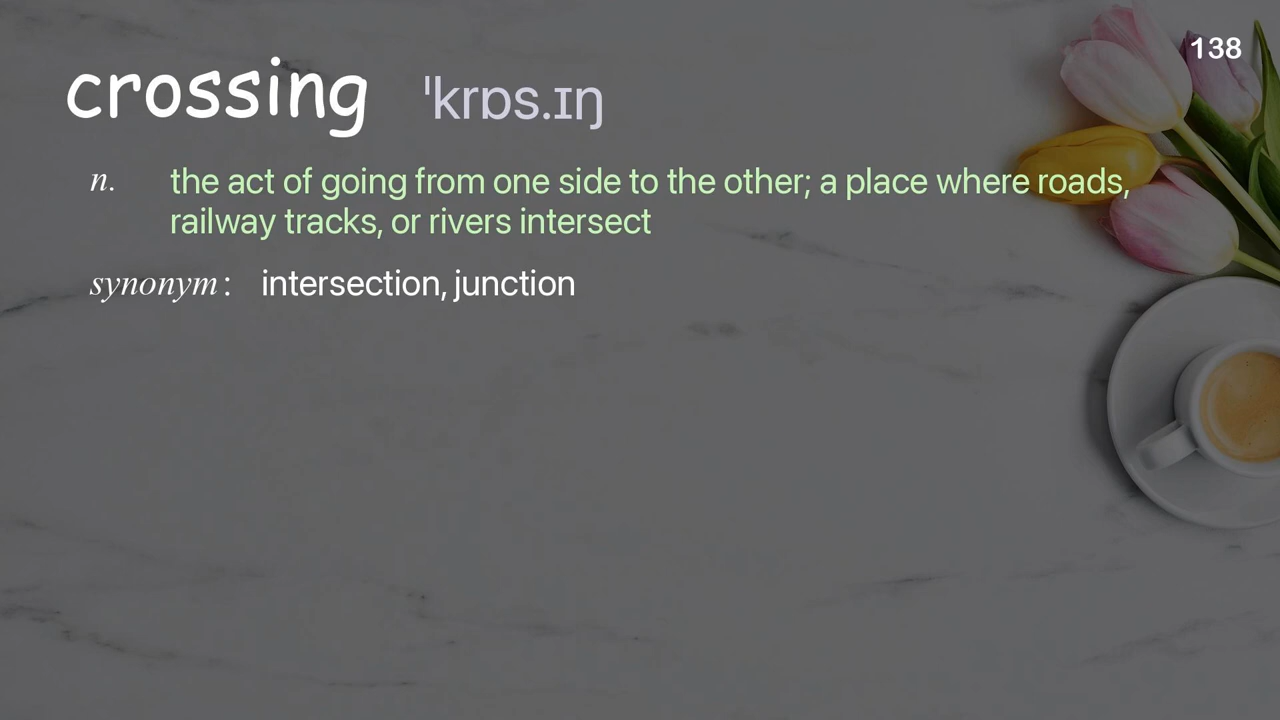 138
crossing ˈkrɒs.ɪŋ
n. the act of going from one side to the other; a place where roads,
railway tracks, or rivers intersect
synonym: intersection, junction